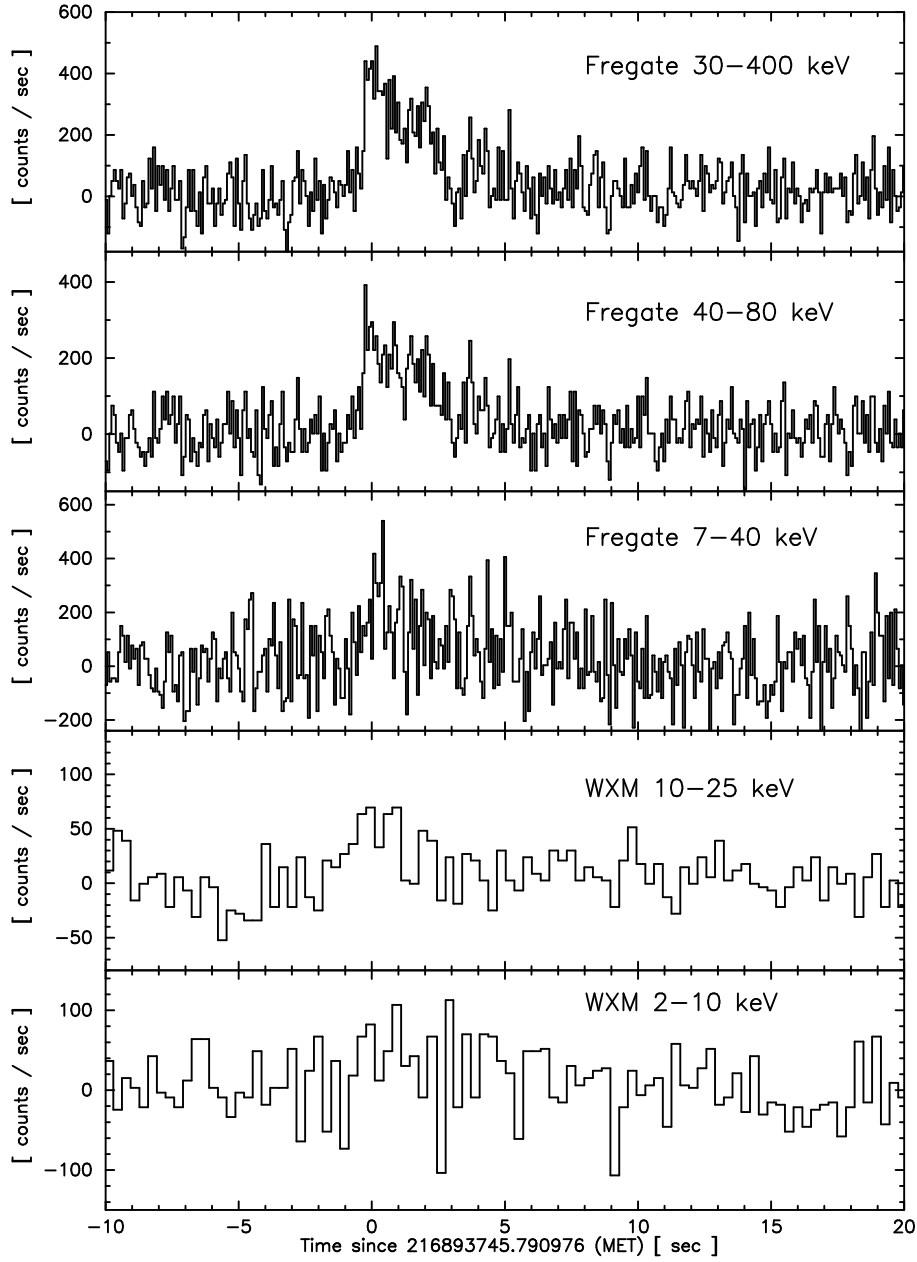 600
400
200
0
[ counts / sec ]
Fregate 30−400 keV
400
200
0
[ counts / sec ]
Fregate 40−80 keV
600
400
200
0
−200
[ counts / sec ]
Fregate 7−40 keV
100
50
0
−50
[ counts / sec ]
WXM 10−25 keV
100
0
−100
[ counts / sec ]
WXM 2−10 keV
−10 −5 0 5 10 15 20
Time since 216893745.790976 (MET) [ sec ]